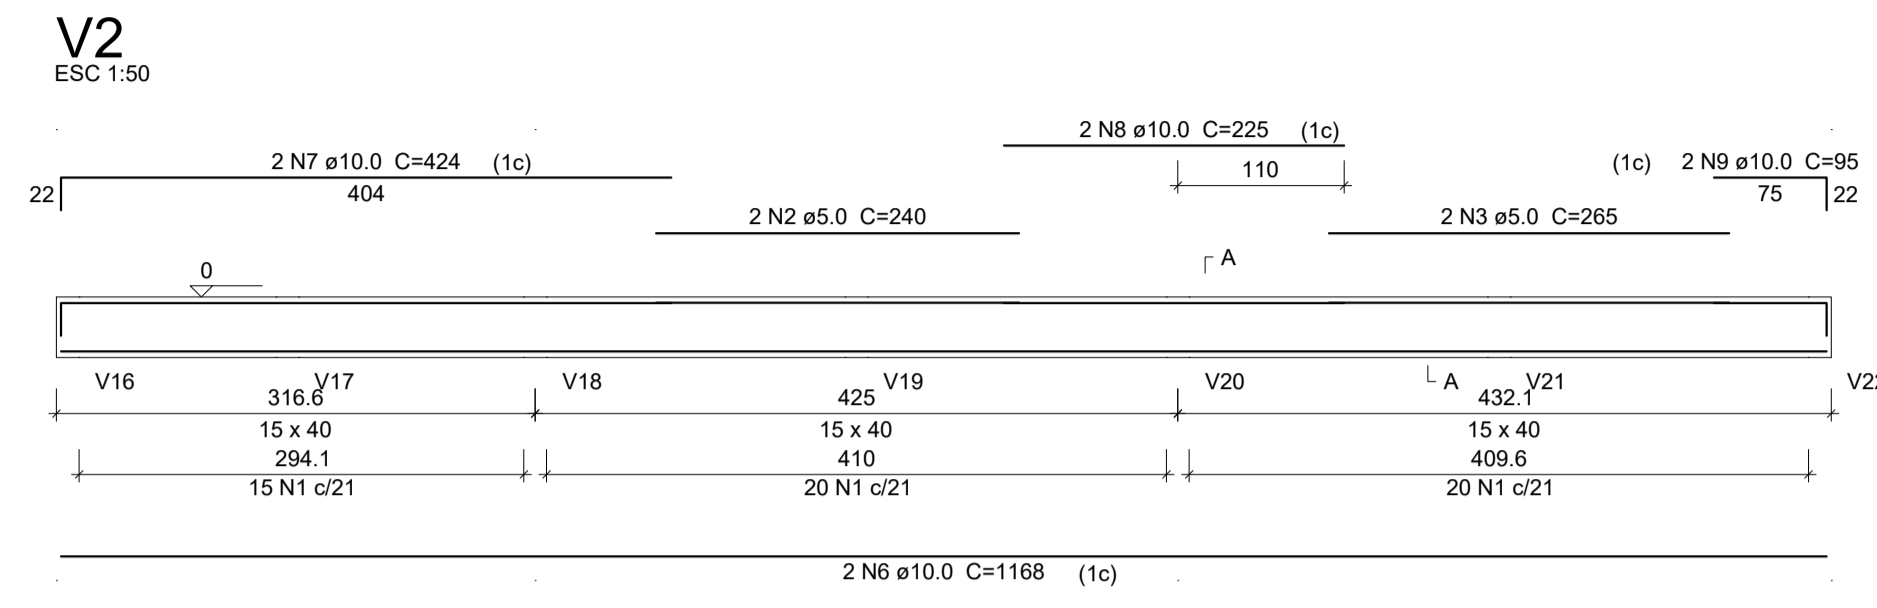 V2
ESC 1:50
2 N8 ø10.0 C=225 (1c)
110
2 N7 ø10.0 C=424 (1c)
22
404
(1c) 2 N9 ø10.0 C=95
75
22
2 N2 ø5.0 C=240
2 N3 ø5.0 C=265
A
0
V16
V17
V18
V19
V20
A
V21
316.6
425
432.1
15 x 40
15 x 40
15 x 40
294.1
410
409.6
15 N1 c/21
20 N1 c/21
20 N1 c/21
2 N6 ø10.0 C=1168 (1c)